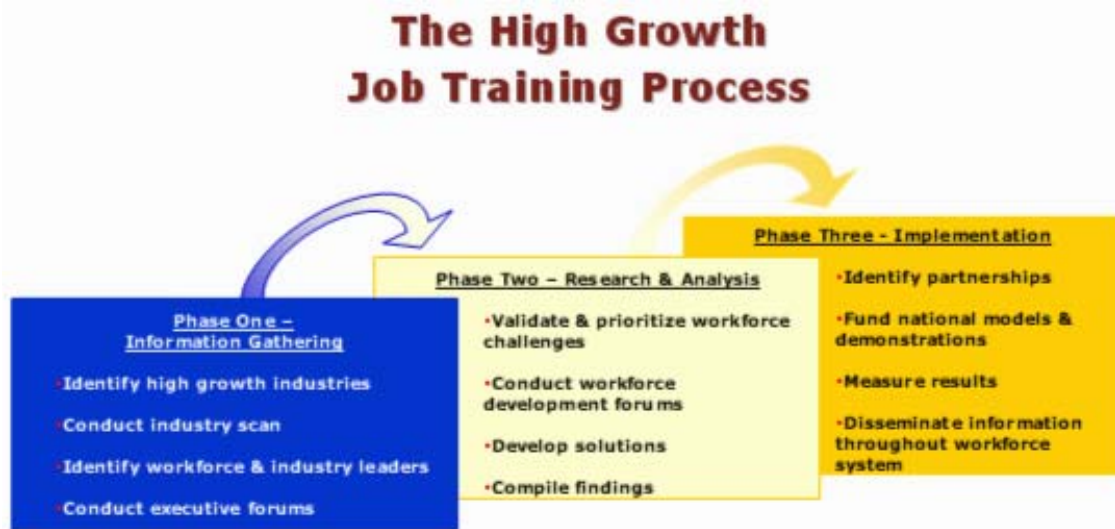 The High Growth
Job Training Process
Phase One –
Information Gathering
•Identify high growth industries
•Conduct industry scan
•Identify workforce & industry leaders
•Conduct executive forums
Phase Two – Research & Analysis
•Validate & prioritize workforce
challenges
•Conduct workforce
development forums
•Develop solutions
•Compile findings
Phase Three - Implementation
•Identify partnerships
•Fund national models &
demonstrations
•Measure results
•Disseminate information
throughout workforce
system